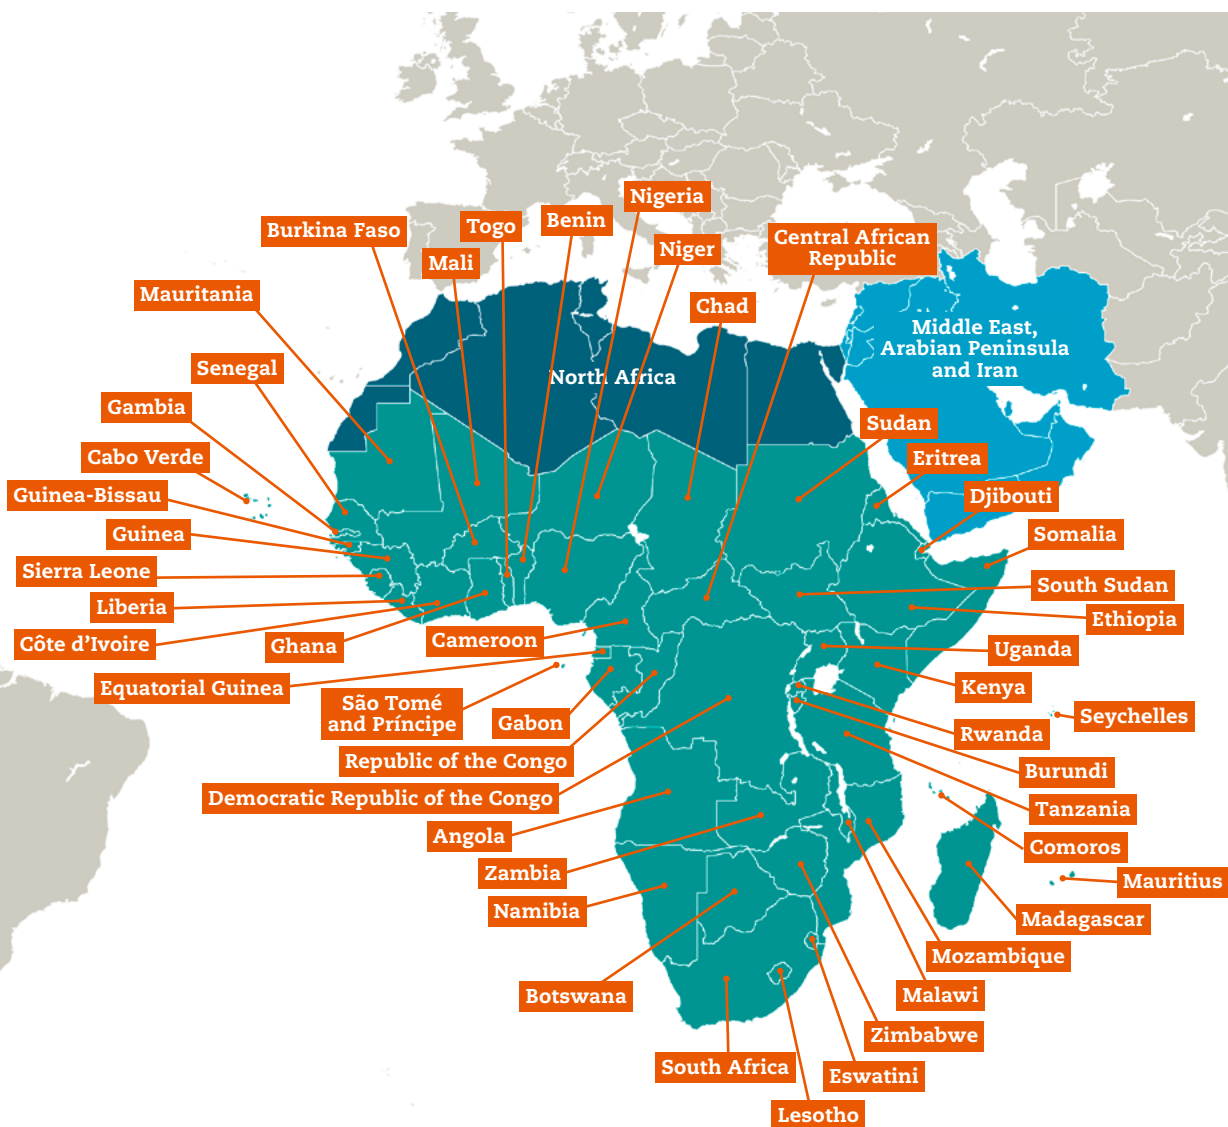 Nigeria
Burkina Faso
Togo
Benin
Niger
Central African
Republic
Mali
Mauritania
Chad
Middle East,
Arabian Peninsula
and Iran
Senegal
North Africa
Gambia
Sudan
Cabo Verde
Eritrea
Guinea-Bissau
Djibouti
Guinea
Somalia
Sierra Leone
South Sudan
Liberia
Ethiopia
Côte d’Ivoire
Ghana
Cameroon
Uganda
Equatorial Guinea
Kenya
São Tomé
and Príncipe
Gabon
Seychelles
Rwanda
Republic of the Congo
Burundi
Democratic Republic of the Congo
Tanzania
Angola
Comoros
Zambia
Mauritius
Namibia
Madagascar
Mozambique
Botswana
Malawi
Zimbabwe
South Africa
Eswatini
Lesotho